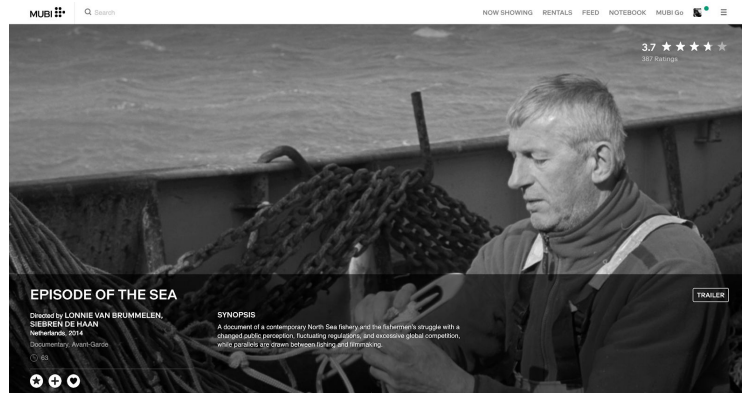 MUBI
Search
NOW SHOWING RENTALS FEED NOTEBOOK MUBI Go
3.7
387 Ratings
EPISODE OF THE SEA
TRAILER
Directed by LONNIE VAN BRUMMELEN,
SIEBREN DE HAAN
Netherlands, 2014
Documentary, Avant-Garde
63
SYNOPSIS
A document of a contemporary North Sea fishery and the fishermen's struggle with a
changed public perception, fluctuating regulations, and excessive global competition,
while parallels are drawn between fishing and filmmaking.